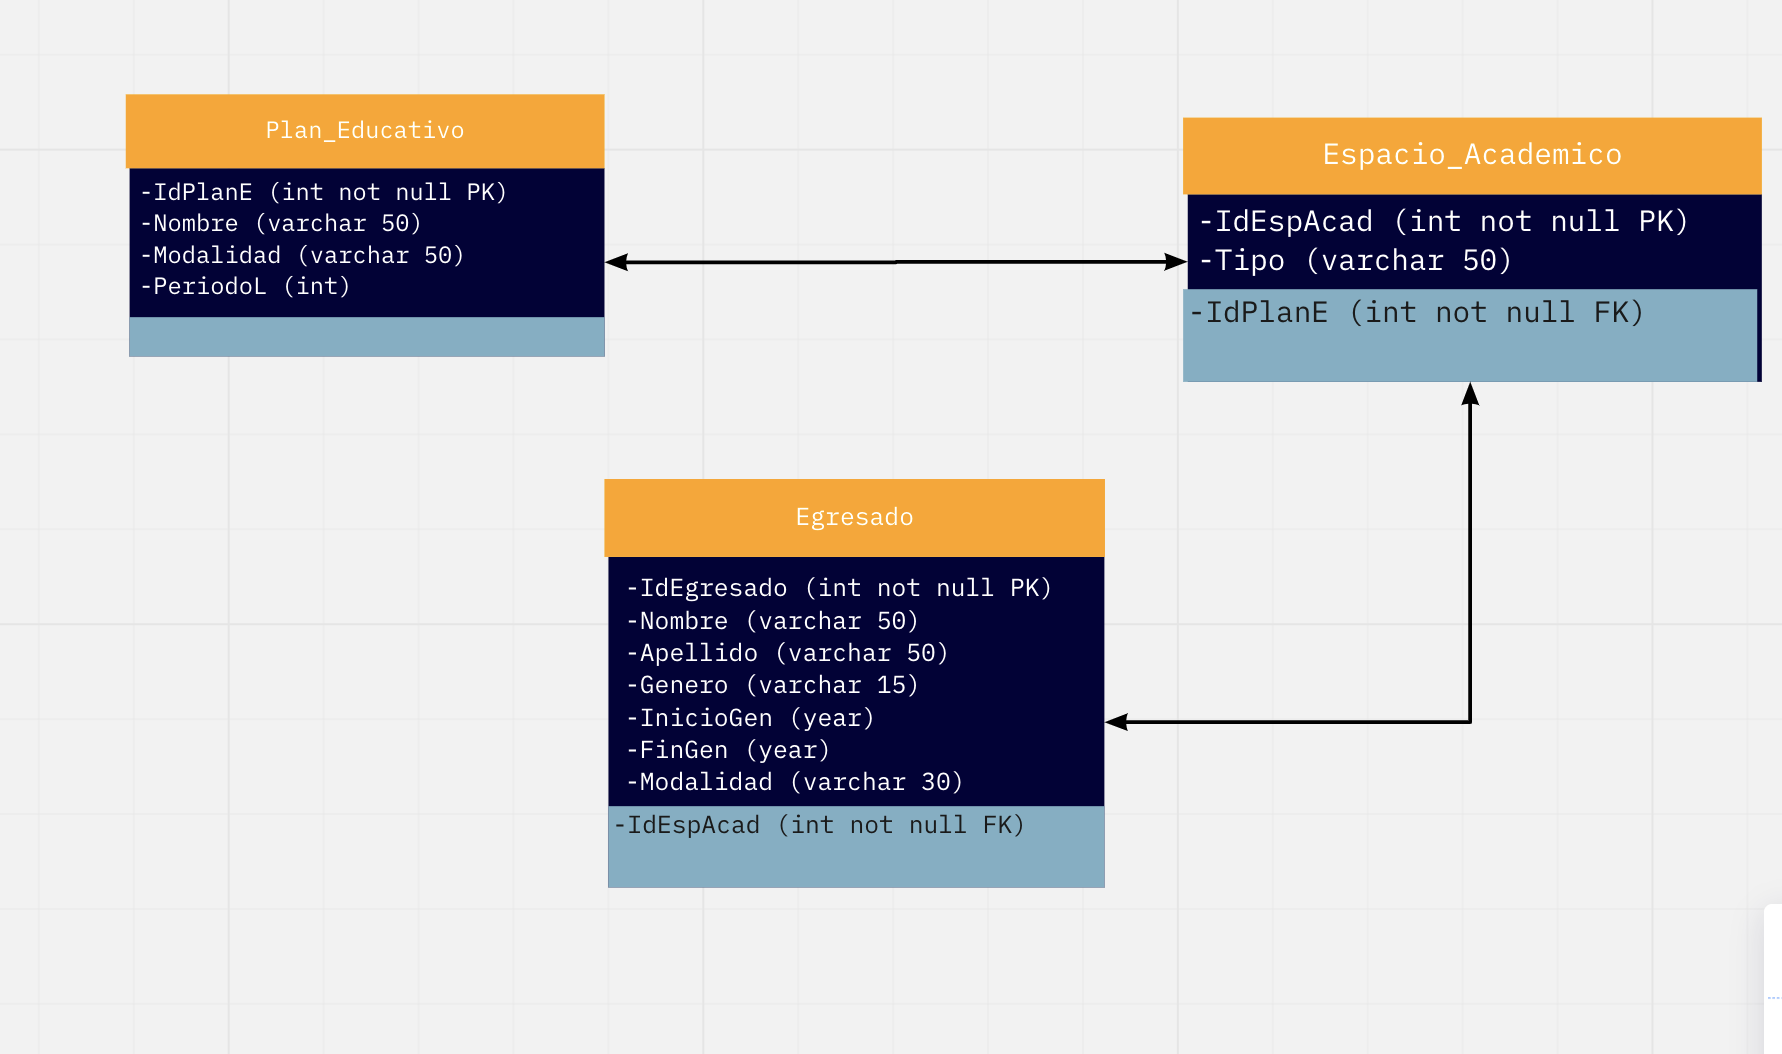 Plan_Educativo
-IdPlanE (int not null PK)
-Nombre (varchar 50)
-Modalidad (varchar 50)
-PeriodoL (int)
Espacio_Academico
-IdEspAcad (int not null PK)
-Tipo (varchar 50)
-IdPlanE (int not null FK)
Egresado
-IdEgresado (int not null PK)
-Nombre (varchar 50)
-Apellido (varchar 50)
-Genero (varchar 15)
-InicioGen (year)
-FinGen (year)
-Modalidad (varchar 30)
-IdEspAcad (int not null FK)